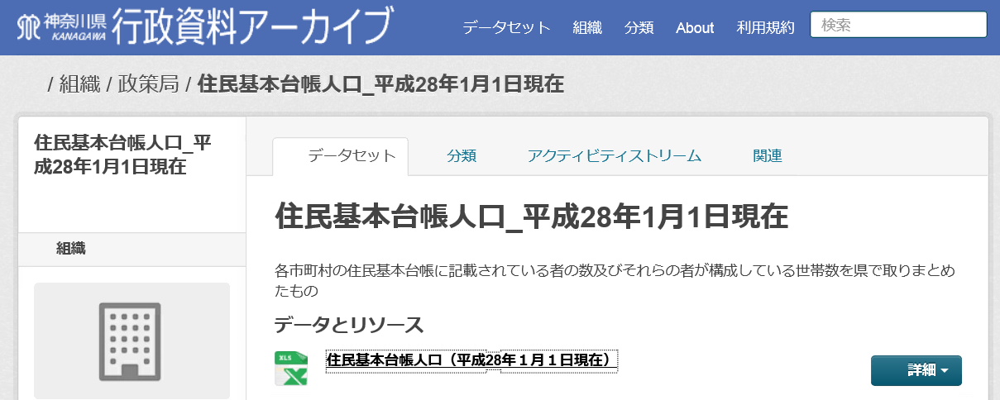 神奈川県 KANAGAWA 行政資料アーカイブ
データセット 組織 分類 About 利用規約 検索
/ 組織 / 政策局 / 住民基本台帳人口_平成28年1月1日現在
住民基本台帳人口_平
成28年1月1日現在
組織
データセット 分類 アクティビティストリーム 関連
住民基本台帳人口_平成28年1月1日現在
各市町村の住民基本台帳に記載されている者の数及びそれらの者が構成している世帯数を県で取りまとめ
たもの
データとリソース
XLS
住民基本台帳人口（平成28年１月１日現在）
詳細